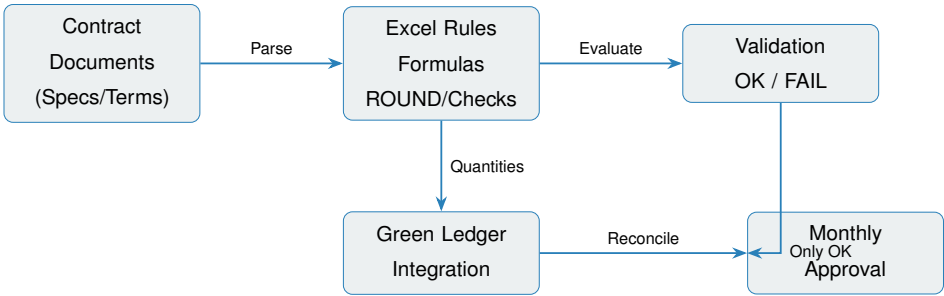 Contract
Documents
(Specs/Terms)
Parse
Excel Rules
Formulas
ROUND/Checks
Evaluate
Validation
OK / FAIL
Quantities
Green Ledger
Integration
Reconcile
Monthly
Only OK
Approval